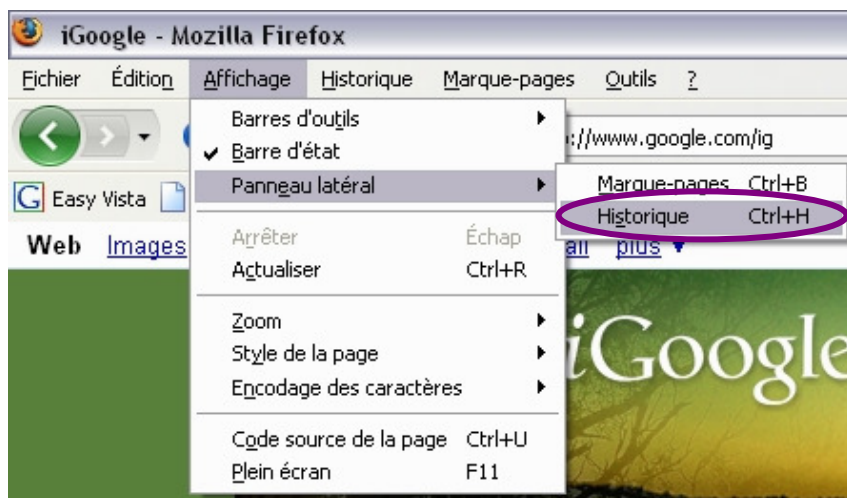 iGoogle - Mozilla Firefox
Fichier Édition Affichage Historique Marque-pages Outils ?
://www.google.com/ig
Barres d'outils
Barre d'état
Panneau latéral
Marque-pages Ctrl+B
Historique Ctrl+H
G Easy Vista
Web Images plus
Arrêter Échap
Actualiser Ctrl+R
Zoom
Style de la page
Encodage des caractères
Code source de la page Ctrl+U
Plein écran F11
iGoogle